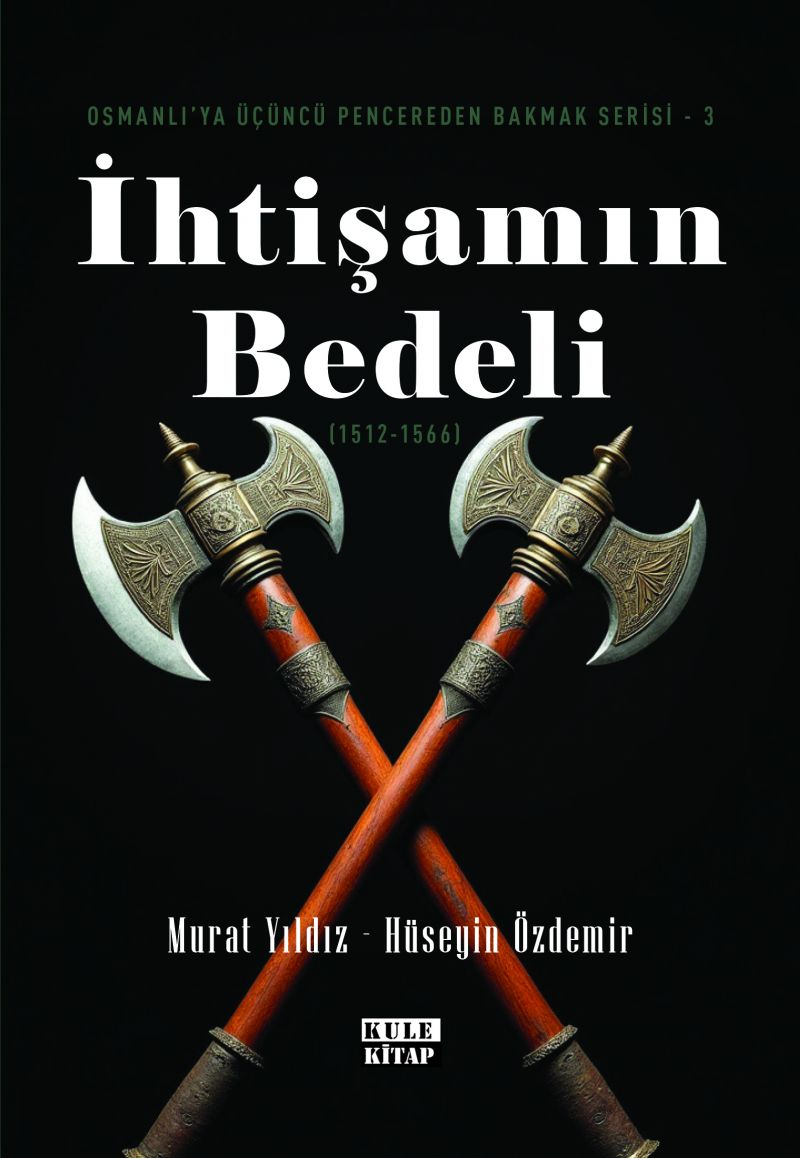 OSMANLI'YA ÜÇÜNCÜ PENCEREDEN BAKMAK SERİSİ - 3
İhtişamın
Bedeli
(1512-1566)
Murat Yıldız - Hüseyin Özdemir
KULE
KİTAP